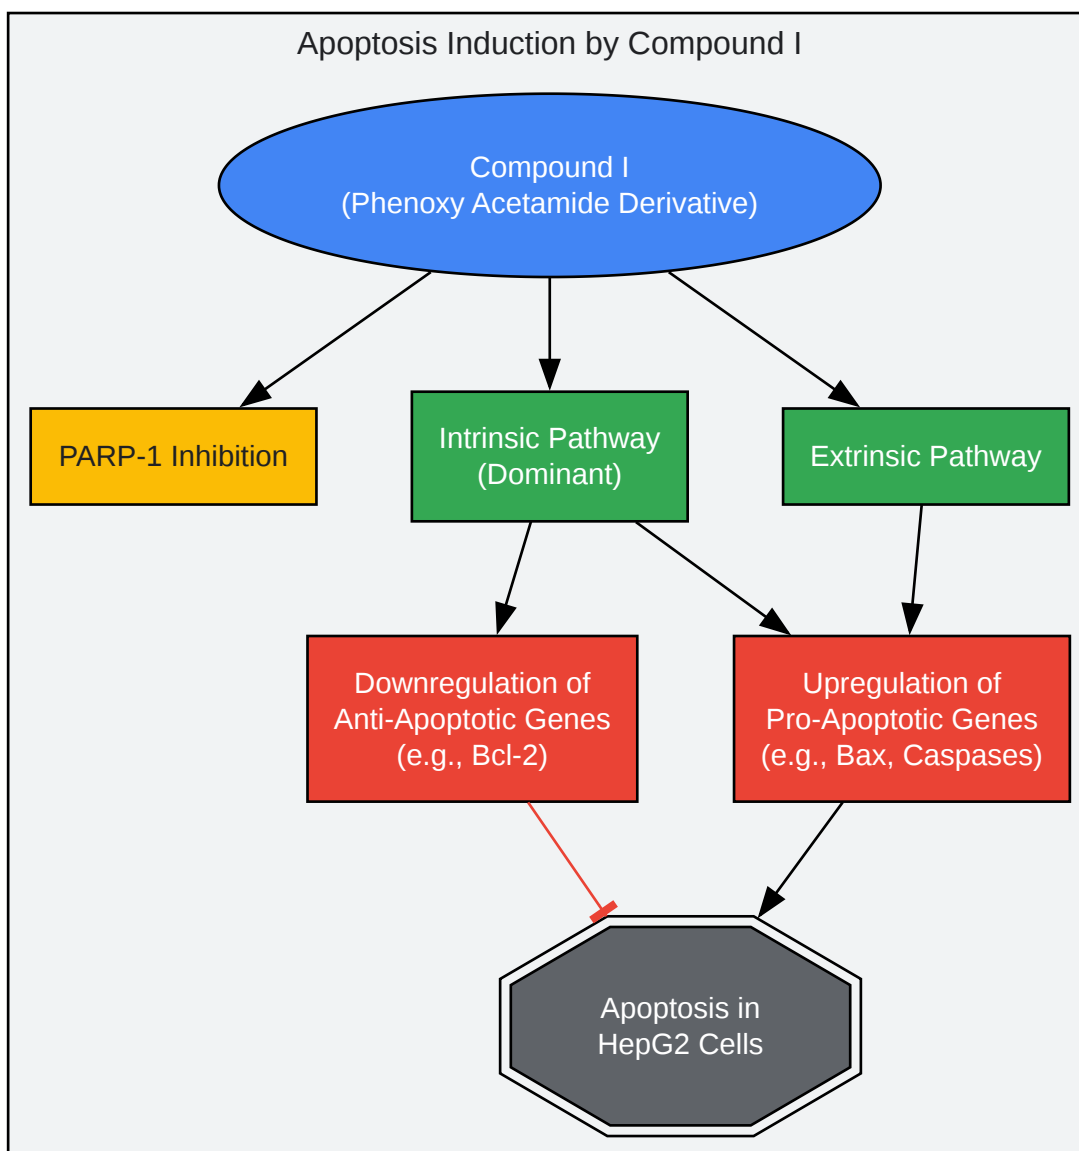 Apoptosis Induction by Compound I
Compound I
(Phenoxy Acetamide Derivative)
PARP-1 Inhibition
Intrinsic Pathway
(Dominant)
Extrinsic Pathway
Downregulation of
Anti-Apoptotic Genes
(e.g., Bcl-2)
Upregulation of
Pro-Apoptotic Genes
(e.g., Bax, Caspases)
Apoptosis in
HepG2 Cells